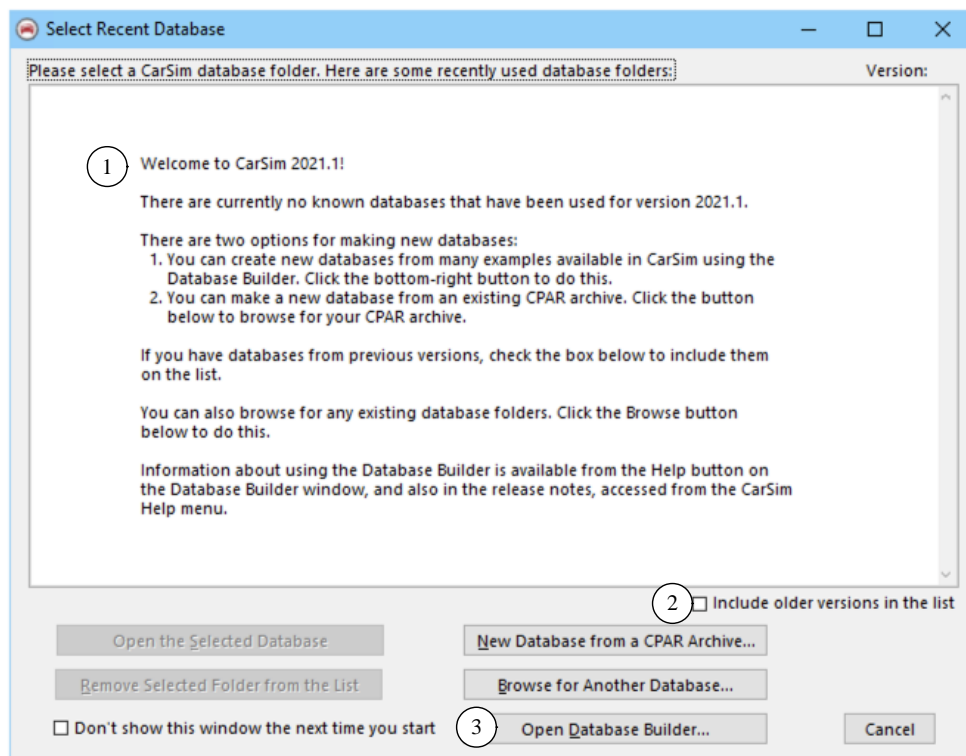 Select Recent Database
Please select a CarSim database folder. Here are some recently used database folders: Version:
1 Welcome to CarSim 2021.1!
There are currently no known databases that have been used for version 2021.1.
There are two options for making new databases:
1. You can create new databases from many examples available in CarSim using the
Database Builder. Click the bottom-right button to do this.
2. You can make a new database from an existing CPAR archive. Click the button
below to browse for your CPAR archive.
If you have databases from previous versions, check the box below to include them
on the list.
You can also browse for any existing database folders. Click the Browse button
below to do this.
Information about using the Database Builder is available from the Help button on
the Database Builder window, and also in the release notes, accessed from the CarSim
Help menu.
2 Include older versions in the list
Open the Selected Database New Database from a CPAR Archive...
Remove Selected Folder from the List Browse for Another Database...
Don't show this window the next time you start 3 Open Database Builder... Cancel